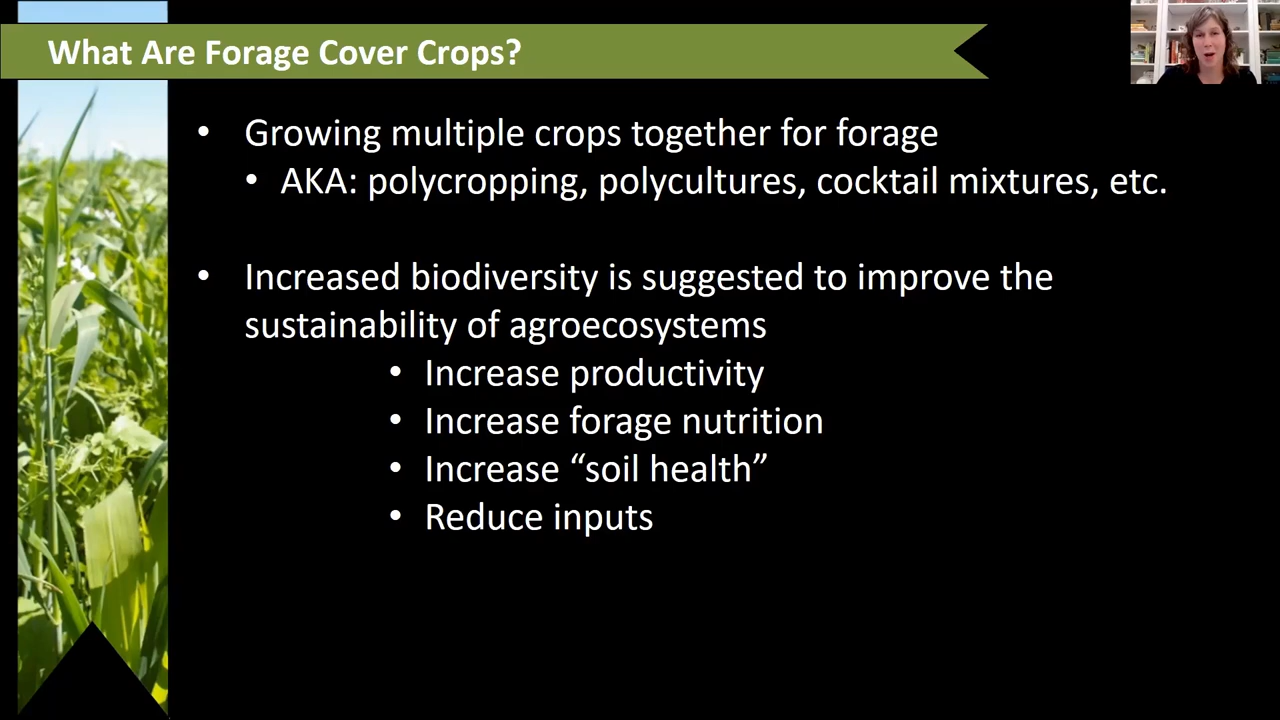 What Are Forage Cover Crops?
• Growing multiple crops together for forage
• AKA: polycropping, polycultures, cocktail mixtures, etc.
• Increased biodiversity is suggested to improve the
sustainability of agroecosystems
• Increase productivity
• Increase forage nutrition
• Increase “soil health”
• Reduce inputs